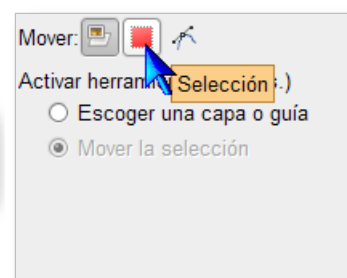 Mover:
Activar herram Selección s.)
Escoger una capa o guía
Mover la selección